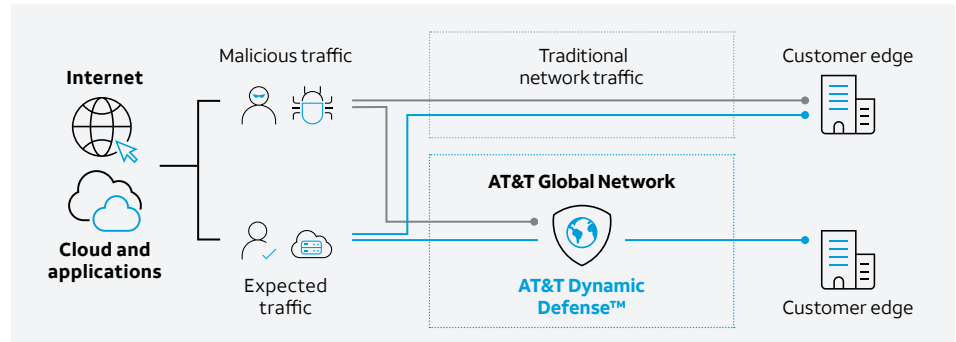 Internet
Cloud and
applications
Malicious traffic
Expected
traffic
Traditional
network traffic
AT&T Global Network
AT&T Dynamic
Defense™
Customer edge
Customer edge